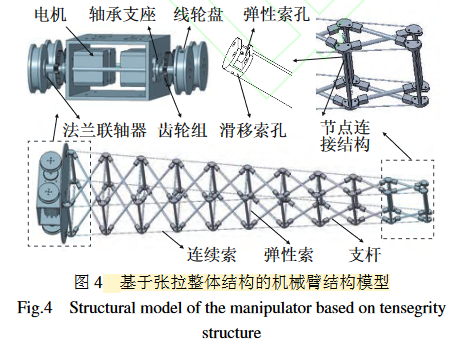 电机 轴承支座 线轮盘 弹性索孔
法兰联轴器 齿轮组 滑移索孔 节点连
接结构
连续索 弹性索 支杆
图 4 基于张拉整体结构的机械臂结构模型
Fig.4 Structural model of the manipulator based on tensegrity
structure